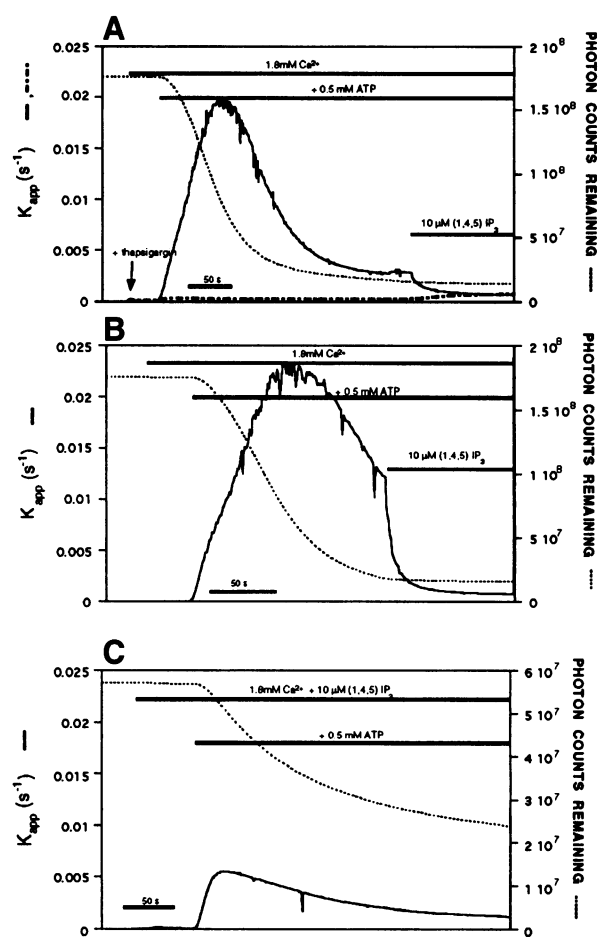 A
0.025
0.02
0.015
0.01
0.005
0
K app (s-1)
2 10^8
1.5 10^8
1 10^8
5 10^7
0
PHOTON COUNTS REMAINING
1.8mM Ca2+
+ 0.5 mM ATP
10 µM (1,4,5) IP3
+ thapsigargin
50 s
B
0.025
0.02
0.015
0.01
0.005
0
K app (s-1)
2 10^8
1.5 10^8
1 10^8
5 10^7
0
PHOTON COUNTS REMAINING
1.8mM Ca2+
+ 0.5 mM ATP
10 µM (1,4,5) IP3
50 s
C
0.025
0.02
0.015
0.01
0.005
0
K app (s-1)
6 10^7
5 10^7
4 10^7
3 10^7
2 10^7
1 10^7
0
PHOTON COUNTS REMAINING
1.8mM Ca2+ + 10 µM (1,4,5) IP3
+ 0.5 mM ATP
50 s